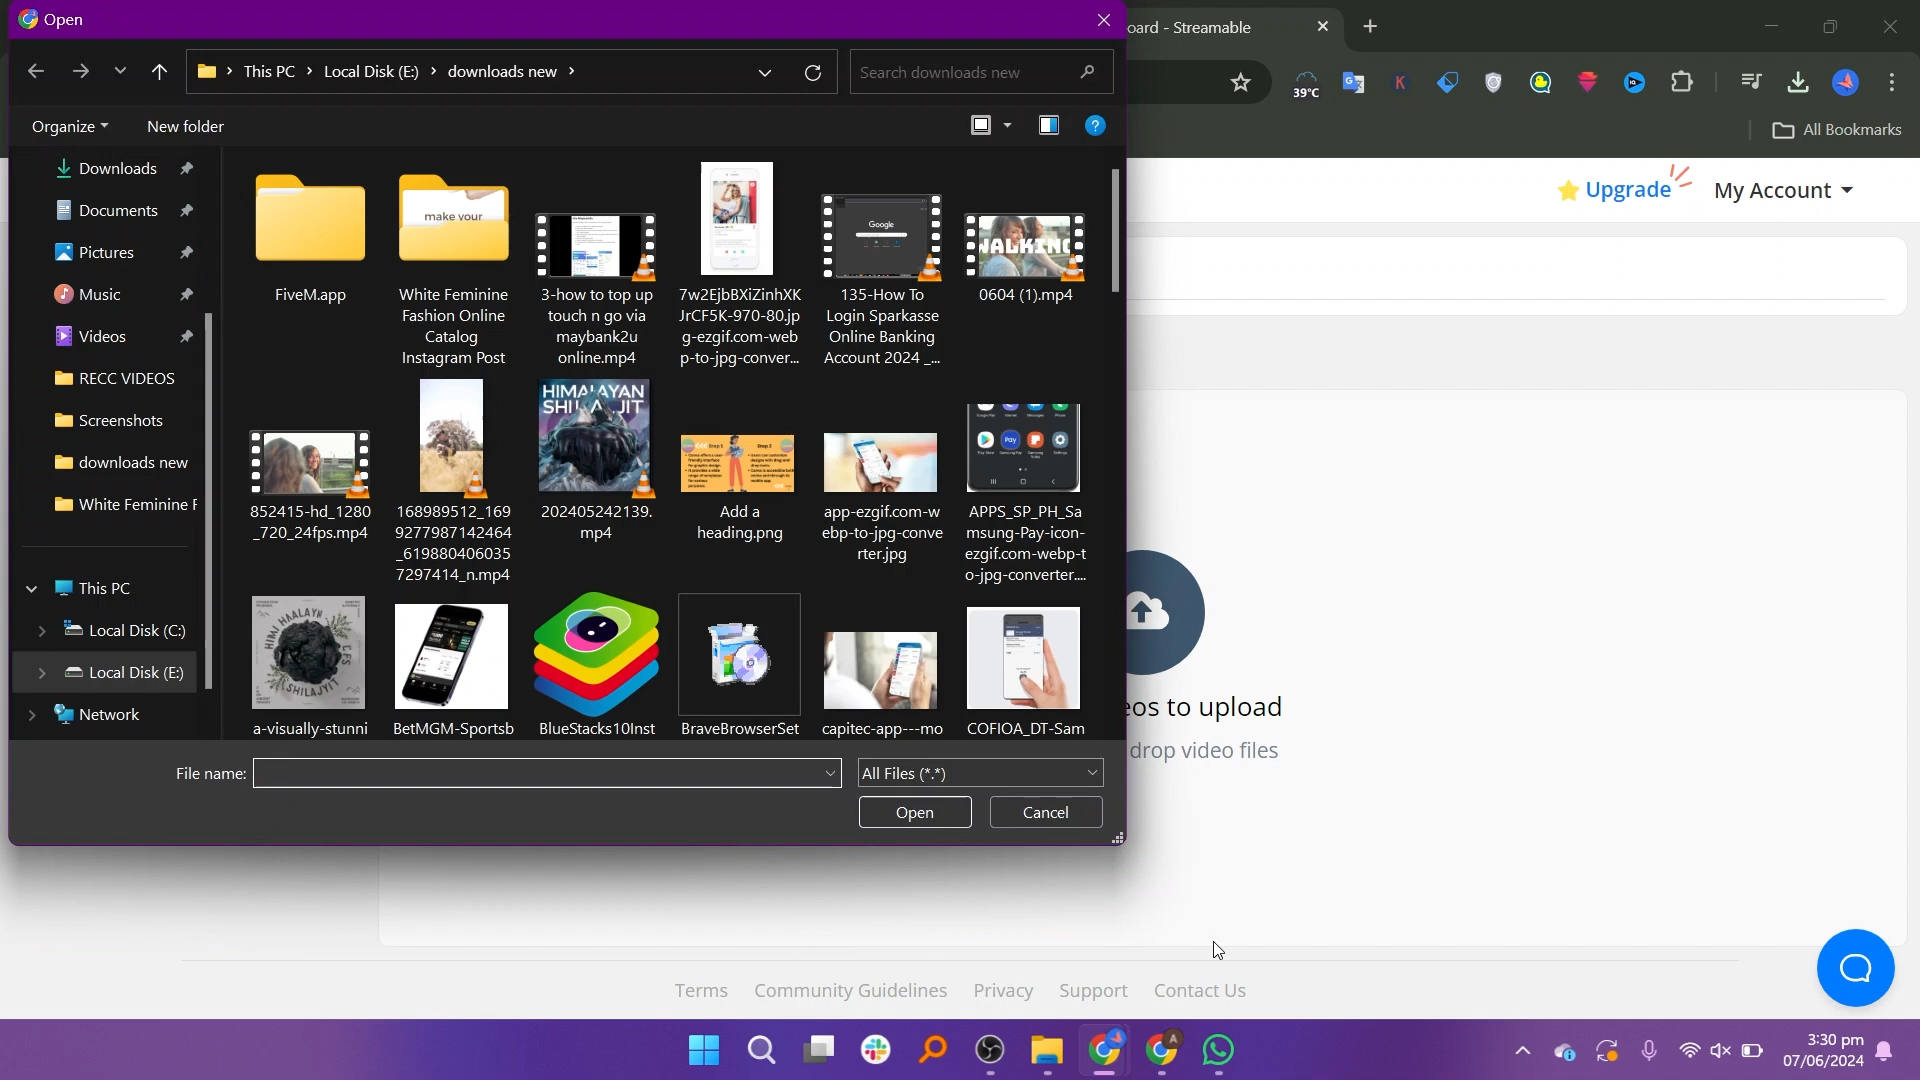 Open
oard - Streamable
This PC
Local Disk (E:)
downloads new
Search downloads new
39°C
Organize
New folder
All Bookmarks
Downloads
Documents
Pictures
Music
Videos
RECC VIDEOS
Screenshots
downloads new
White Feminine F
This PC
Local Disk (C:)
Local Disk (E:)
Network
make your
Google
WALKING
FiveM.app
White Feminine
Fashion Online
Catalog
Instagram Post
3-how to top up
touch n go via
maybank2u
online.mp4
7w2EjbBXiZinhXK
JrCF5K-970-80.jp
g-ezgif.com-web
p-to-jpg-conver...
135-How To
Login Sparkasse
Online Banking
Account 2024 _...
0604 (1).mp4
HIMALAYAN
SHILAJIT
Step 1
Step 2
Pay
852415-hd_1280
_720_24fps.mp4
168989512_169
9277987142464
_619880406035
7297414_n.mp4
202405242139.
mp4
Add a
heading.png
app-ezgif.com-w
ebp-to-jpg-conve
rter.jpg
APPS_SP_PH_Sa
msung-Pay-icon-
ezgif.com-webp-t
o-jpg-converter....
a-visually-stunni
BetMGM-Sportsb
BlueStacks10Inst
BraveBrowserSet
capitec-app---mo
COFIOA_DT-Sam
File name:
All Files (*.*)
Open
Cancel
Upgrade
My Account
eos to upload
drop video files
Terms
Community Guidelines
Privacy
Support
Contact Us
3:30 pm
07/06/2024